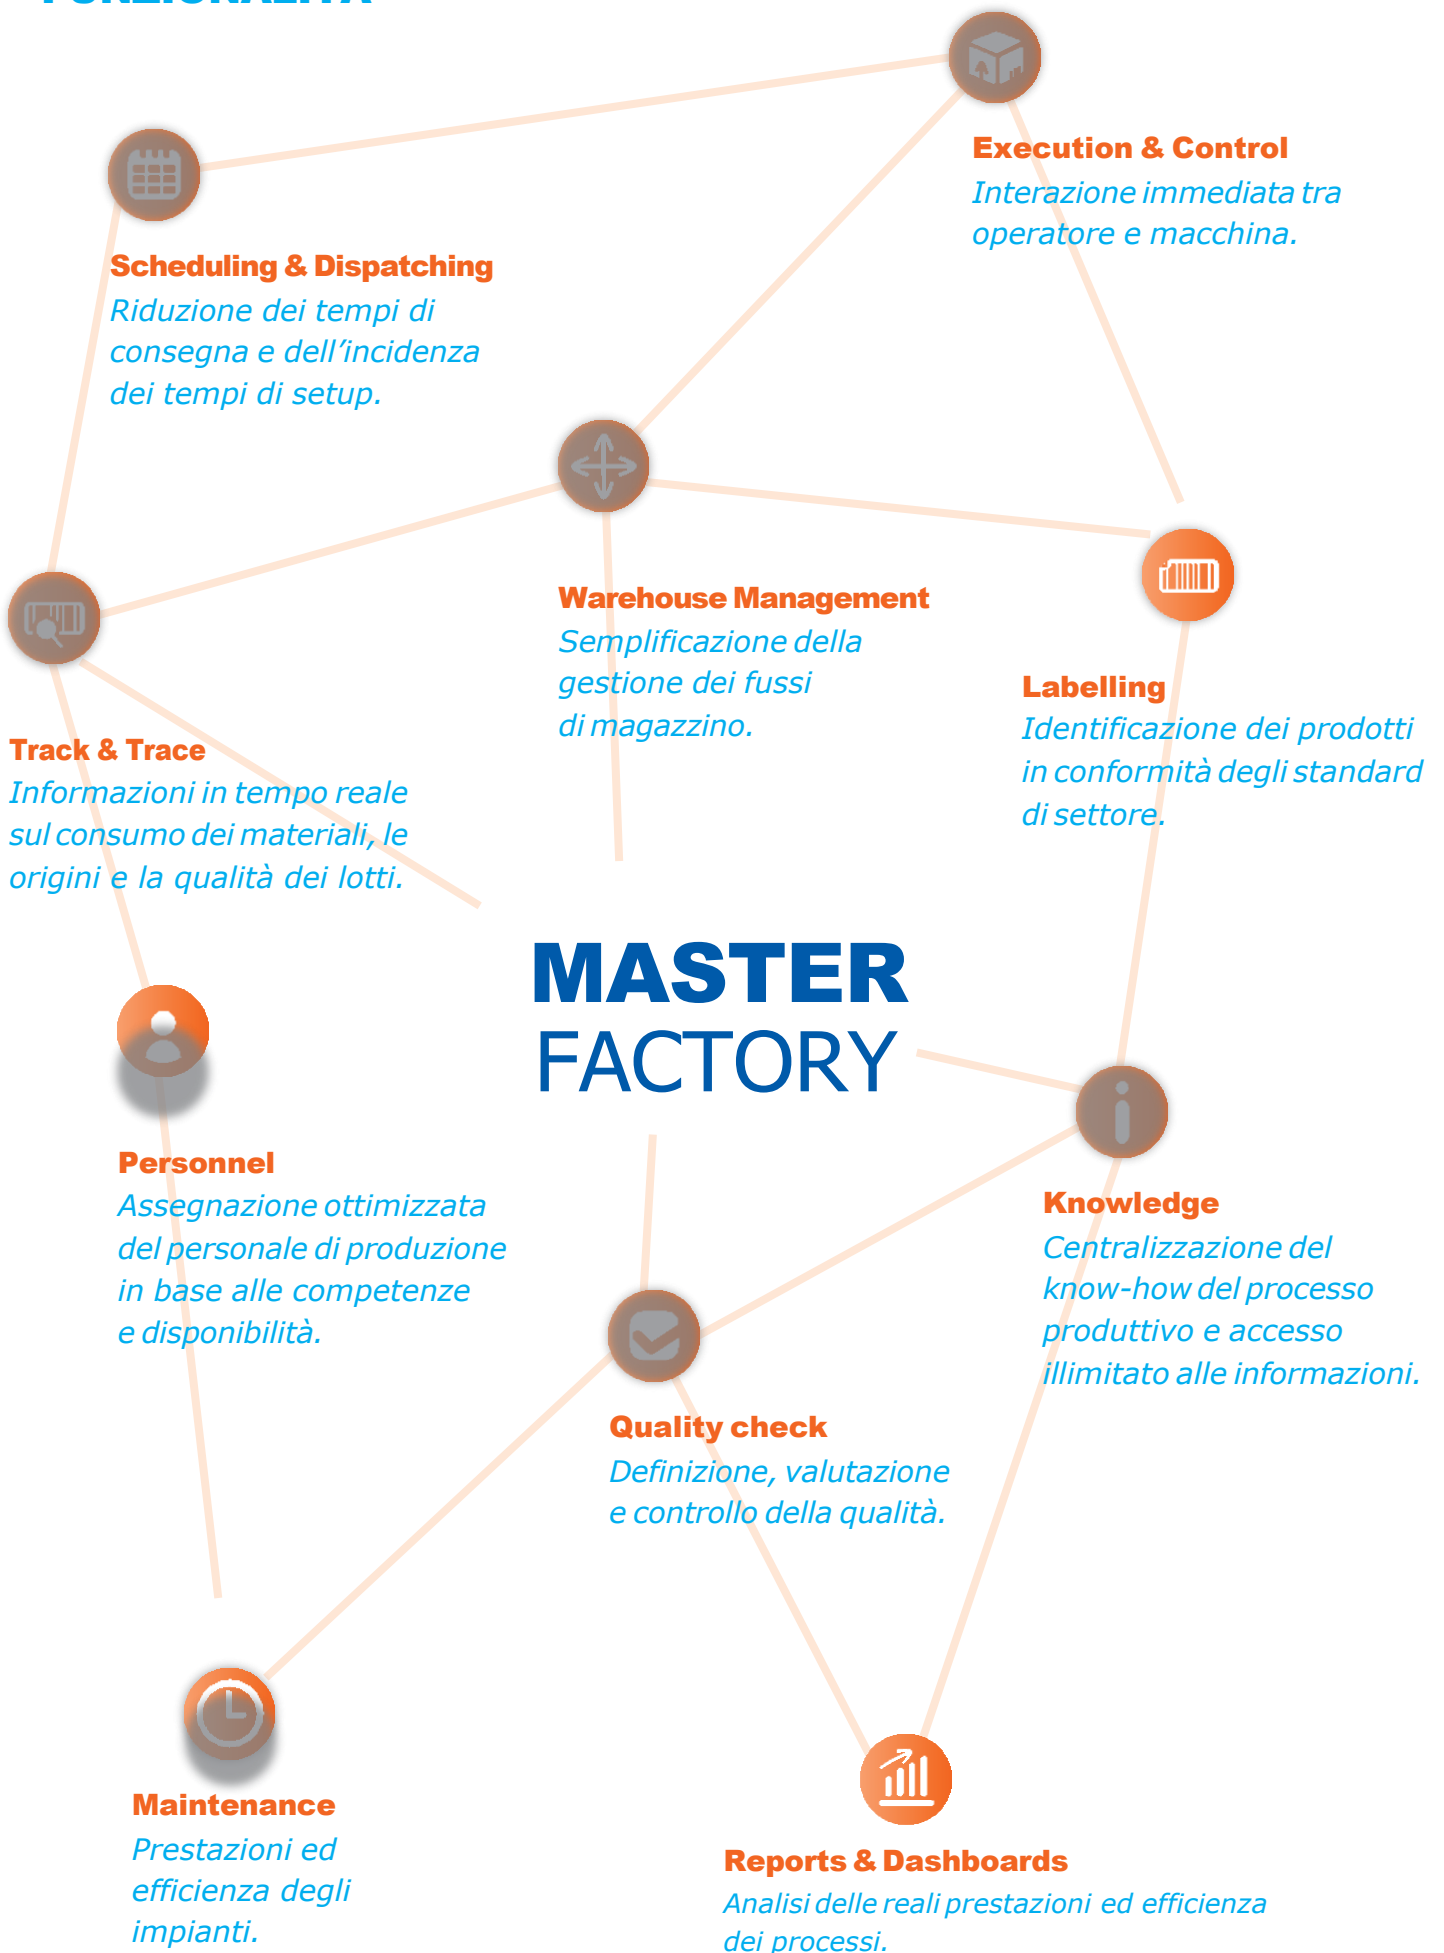 FUNZIONALITÀ
Execution & Control
Interazione immediata tra
operatore e macchina.
Scheduling & Dispatching
Riduzione dei tempi di
consegna e dell’incidenza
dei tempi di setup.
Warehouse Management
Semplificazione della
gestione dei fussi
di magazzino.
Labelling
Identificazione dei prodotti
in conformità degli standard
di settore.
Track & Trace
Informazioni in tempo reale
sul consumo dei materiali, le
origini e la qualità dei lotti.
MASTER
FACTORY
Personnel
Assegnazione ottimizzata
del personale di produzione
in base alle competenze
e disponibilità.
Knowledge
Centralizzazione del
know-how del processo
produttivo e accesso
illimitato alle informazioni.
Quality check
Definizione, valutazione
e controllo della qualità.
Maintenance
Prestazioni ed
efficienza degli
impianti.
Reports & Dashboards
Analisi delle reali prestazioni ed efficienza
dei processi.